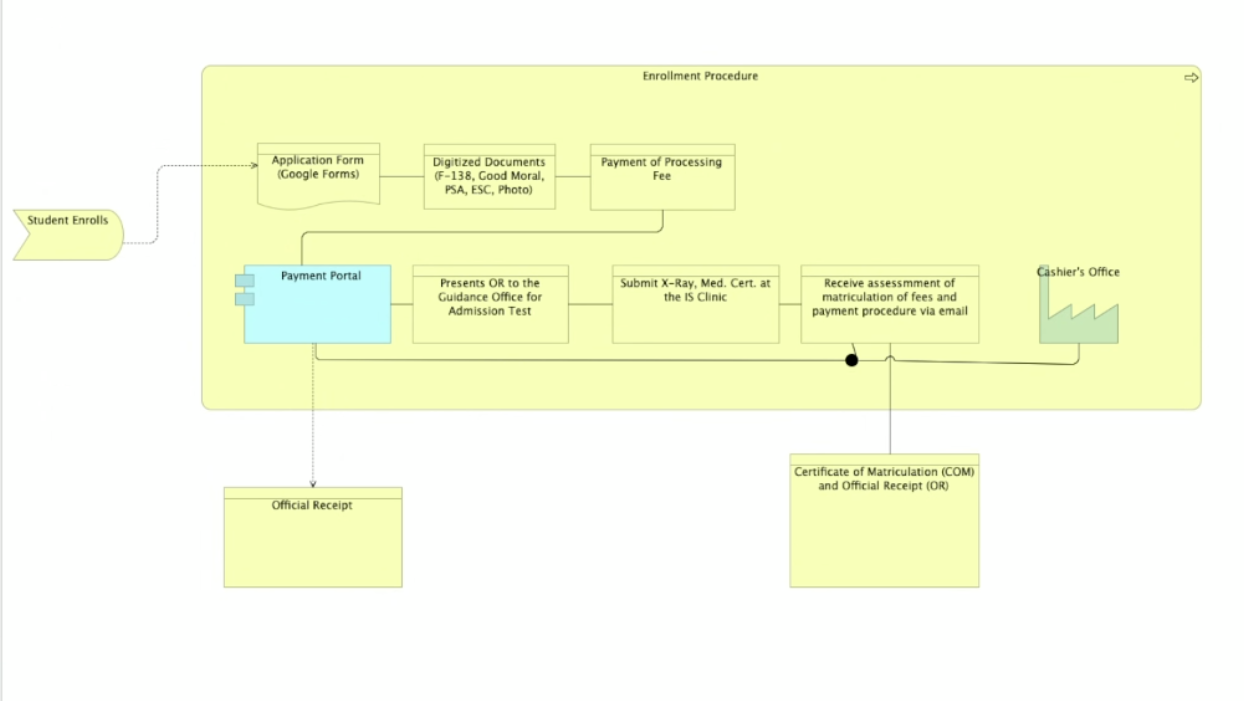 Enrollment Procedure
Application Form
(Google Forms)
Digitized Documents
(F-138, Good Moral,
PSA, ESC, Photo)
Payment of Processing
Fee
Student Enrolls
Payment Portal
Presents OR to the
Guidance Office for
Admission Test
Submit X-Ray, Med. Cert. at
the IS Clinic
Receive assessmment of
matriculation of fees and
payment procedure via email
Cashier's Office
Official Receipt
Certificate of Matriculation (COM)
and Official Receipt (OR)